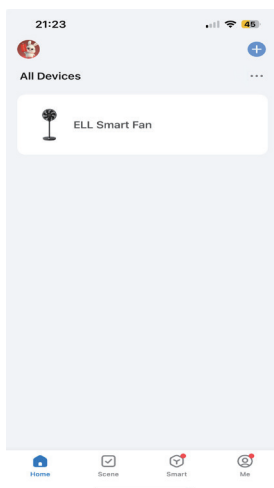 21:23
45
All Devices
ELL Smart Fan
Home
Scene
Smart
Me